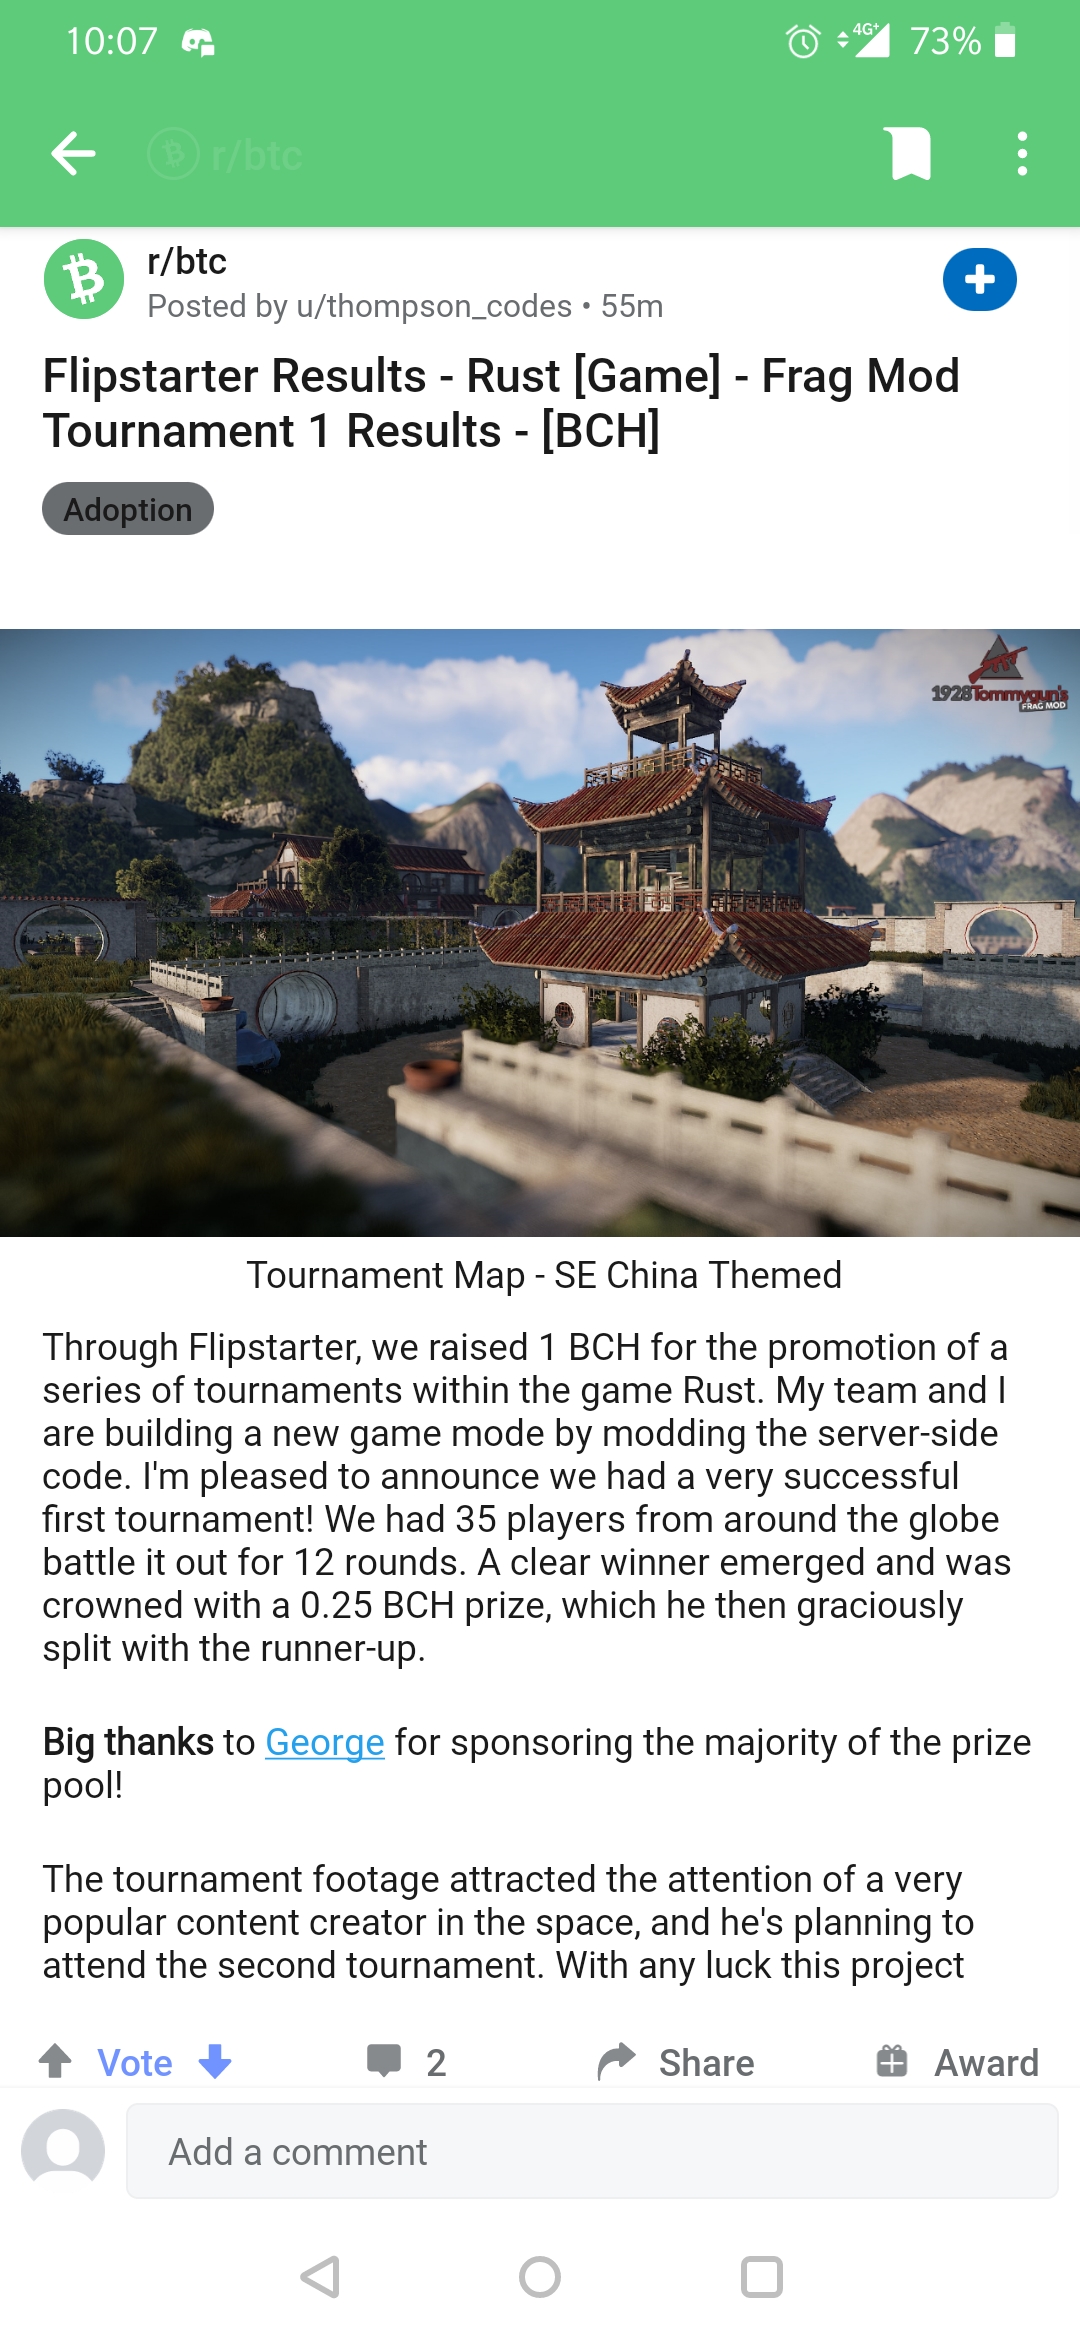 10:07
4G+
73%
r/btc
r/btc
Posted by u/thompson_codes • 55m
Flipstarter Results - Rust [Game] - Frag Mod
Tournament 1 Results - [BCH]
Adoption
1928Tommygun's
FRAG MOD
Tournament Map - SE China Themed
Through Flipstarter, we raised 1 BCH for the promotion of a
series of tournaments within the game Rust. My team and I
are building a new game mode by modding the server-side
code. I'm pleased to announce we had a very successful
first tournament! We had 35 players from around the globe
battle it out for 12 rounds. A clear winner emerged and was
crowned with a 0.25 BCH prize, which he then graciously
split with the runner-up.
Big thanks to George for sponsoring the majority of the prize
pool!
The tournament footage attracted the attention of a very
popular content creator in the space, and he's planning to
attend the second tournament. With any luck this project
Vote
2
Share
Award
Add a comment